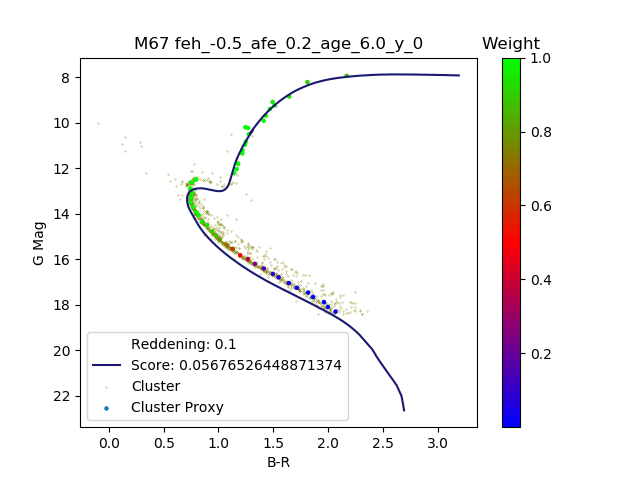 M67 feh_-0.5_afe_0.2_age_6.0_y_0
Weight
8
10
12
14
16
18
20
22
G Mag
0.0
0.5
1.0
1.5
2.0
2.5
3.0
B-R
Reddening: 0.1
Score: 0.05676526448871374
Cluster
Cluster Proxy
1.0
0.8
0.6
0.4
0.2